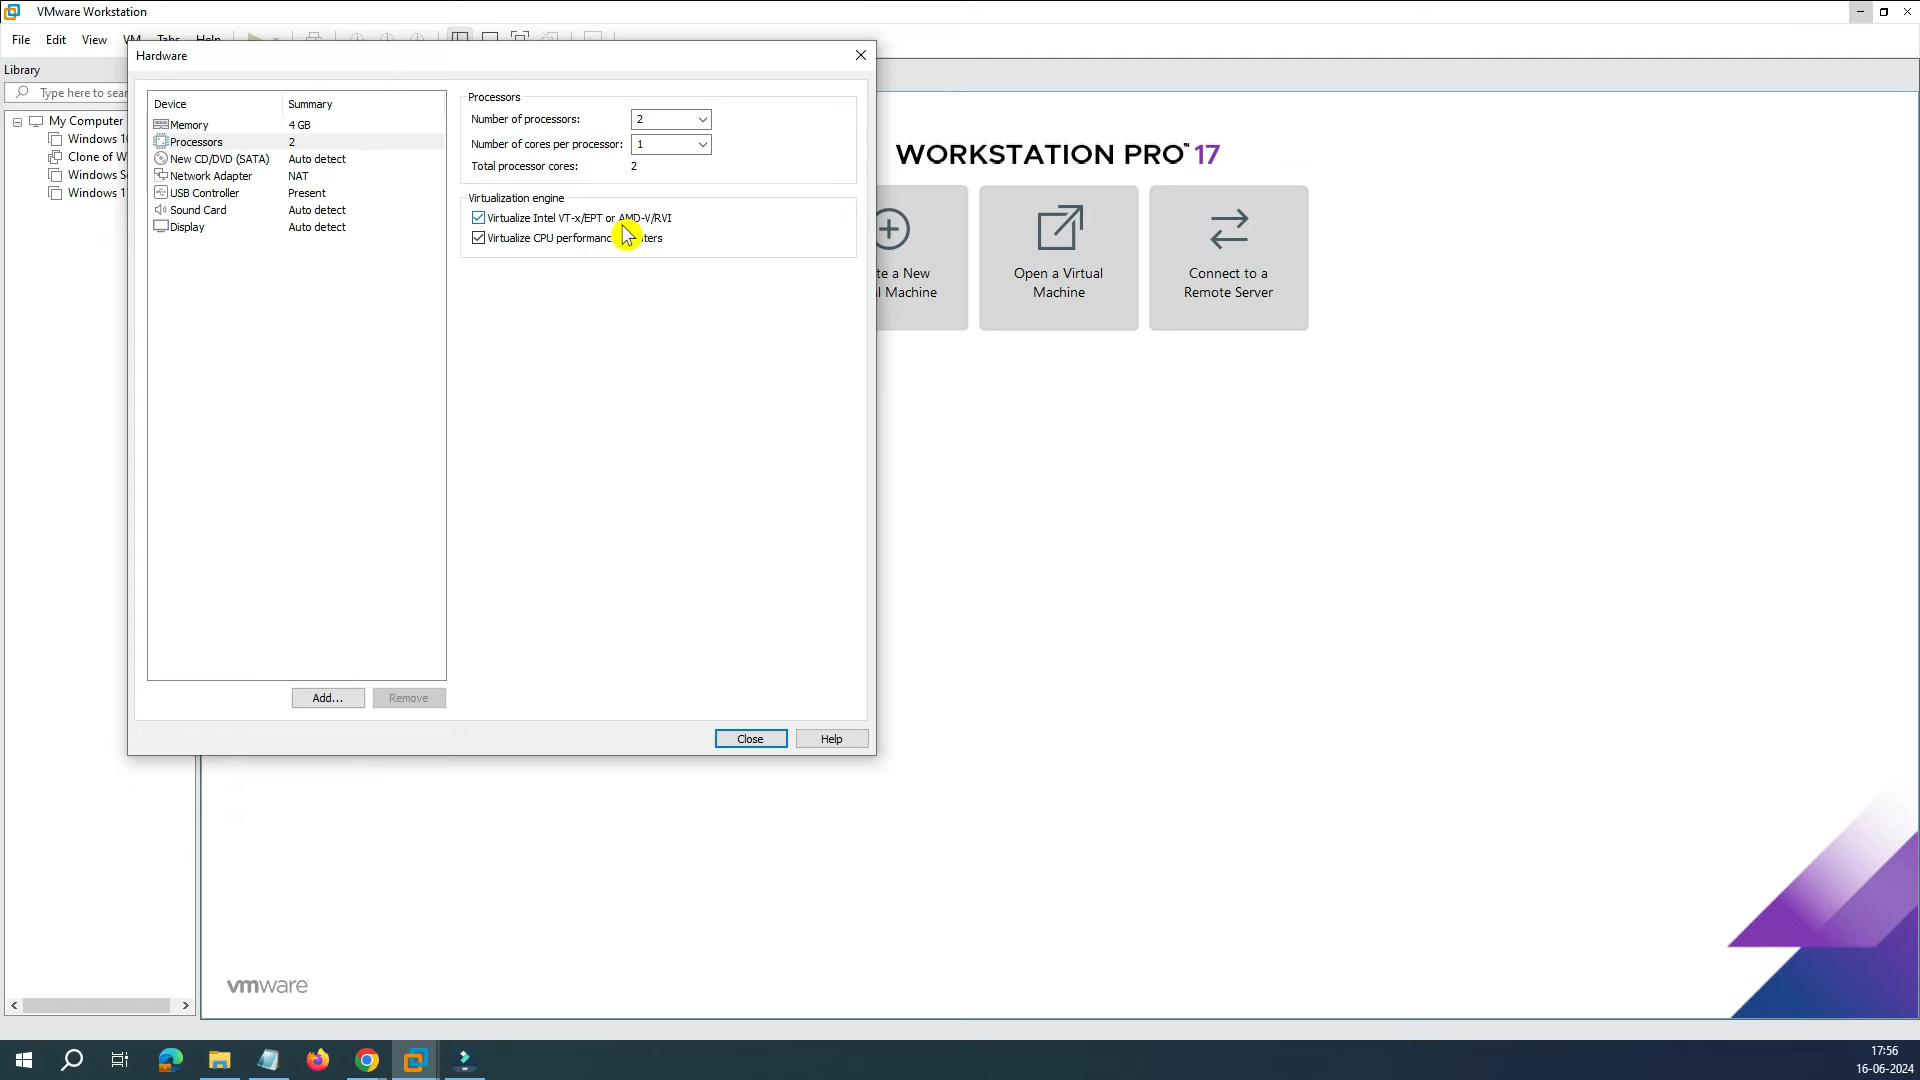 VMware Workstation
File Edit View VM Tabs Help
Hardware
Library
Type here to sear
My Computer
Windows 10
Clone of W
Windows S
Windows 1
Device Summary
Memory 4 GB
Processors 2
New CD/DVD (SATA) Auto detect
Network Adapter NAT
USB Controller Present
Sound Card Auto detect
Display Auto detect
Add... Remove
Processors
Number of processors: 2
Number of cores per processor: 1
Total processor cores: 2
Virtualization engine
Virtualize Intel VT-x/EPT or AMD-V/RVI
Virtualize CPU performanc ters
Close Help
WORKSTATION PRO™ 17
te a New
l Machine
Open a Virtual
Machine
Connect to a
Remote Server
vmware
17:56
16-06-2024